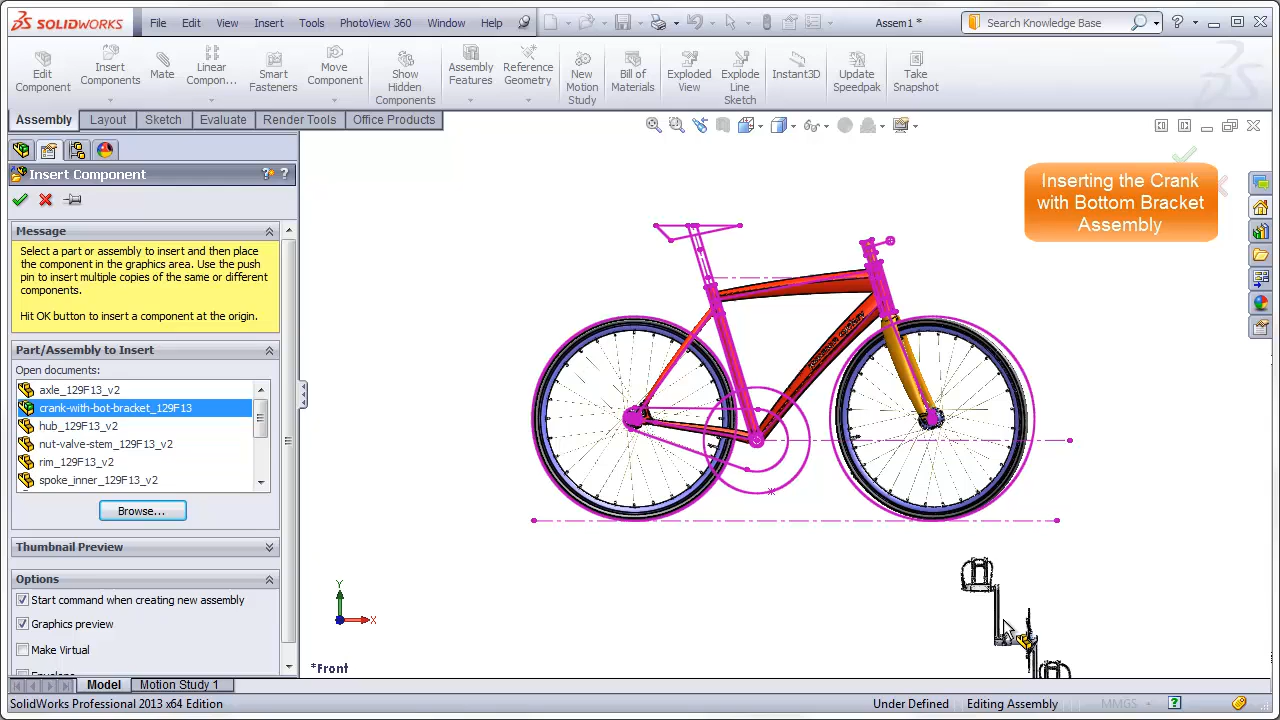 SOLIDWORKS
File Edit View Insert Tools PhotoView 360 Window Help
Assem1 *
Search Knowledge Base
Edit
Component
Insert
Components
Mate
Linear
Compon...
Smart
Fasteners
Move
Component
Show
Hidden
Components
Assembly
Features
Reference
Geometry
New
Motion
Study
Bill of
Materials
Exploded
View
Explode
Line
Sketch
Instant3D
Update
Speedpak
Take
Snapshot
Assembly Layout Sketch Evaluate Render Tools Office Products
Insert Component
Message
Select a part or assembly to insert and then place
the component in the graphics area. Use the push
pin to insert multiple copies of the same or different
components.
Hit OK button to insert a component at the origin.
Part/Assembly to Insert
Open documents:
axle_129F13_v2
crank-with-bot-bracket_129F13
hub_129F13_v2
nut-valve-stem_129F13_v2
rim_129F13_v2
spoke_inner_129F13_v2
Browse...
Thumbnail Preview
Options
Start command when creating new assembly
Graphics preview
Make Virtual
Envelope
Inserting the Crank
with Bottom Bracket
Assembly
Y
X
*Front
Model Motion Study 1
SolidWorks Professional 2013 x64 Edition
Under Defined Editing Assembly MMGS